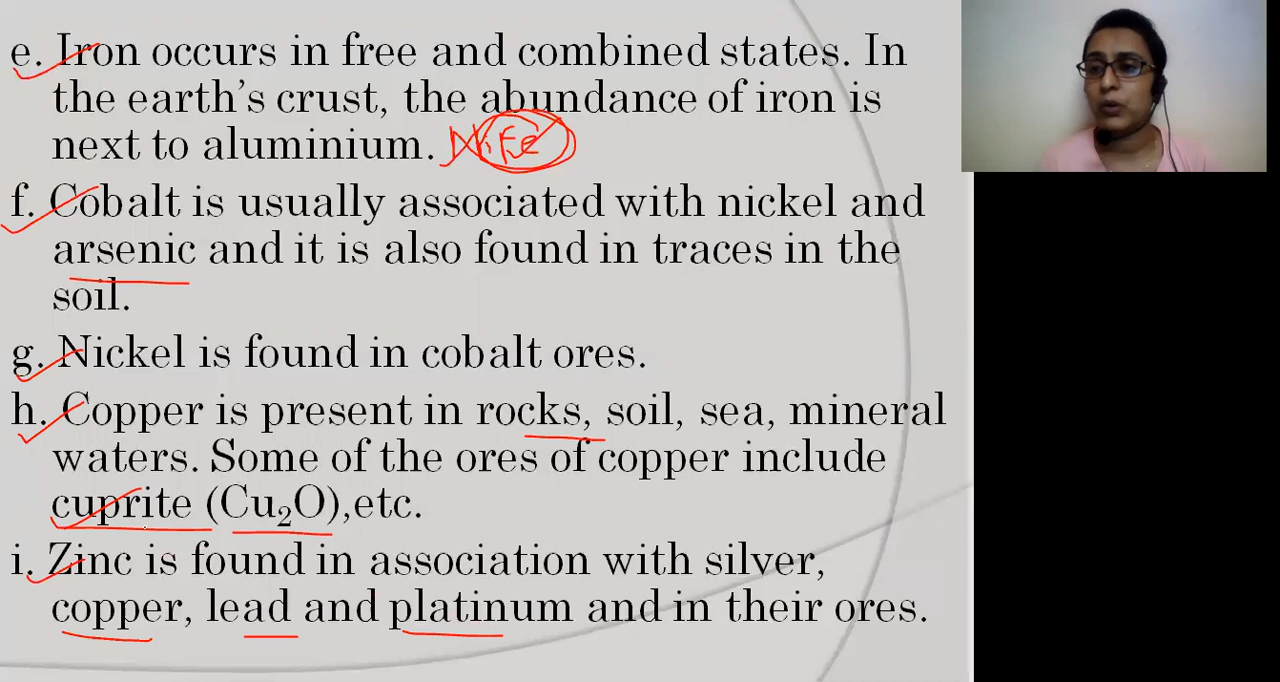 e. Iron occurs in free and combined states. In
the earth's crust, the abundance of iron is
next to aluminium. NiFe
f. Cobalt is usually associated with nickel and
arsenic and it is also found in traces in the
soil.
g. Nickel is found in cobalt ores.
h. Copper is present in rocks, soil, sea, mineral
waters. Some of the ores of copper include
cuprite (Cu₂O),etc.
i. Zinc is found in association with silver,
copper, lead and platinum and in their ores.